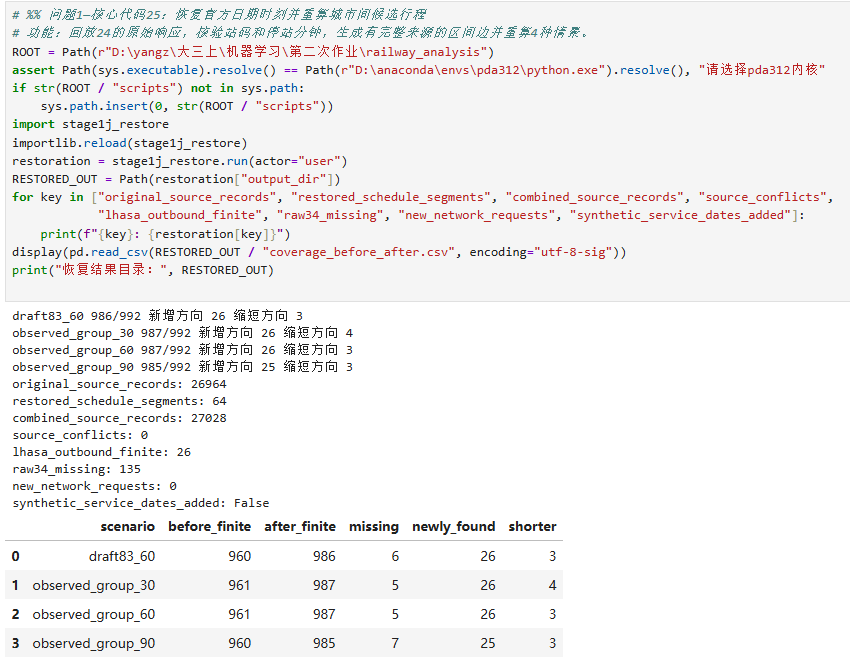 # %% 问题1—核心代码25：恢复官方日期时刻并重算城市间候选行程
# 功能：回放24的原始响应，核验站码和停站分钟，生成有完整来源的区间边并重算4种情景。
ROOT = Path(r"D:\yangz\大三上\机器学习\第二次作业\railway_analysis")
assert Path(sys.executable).resolve() == Path(r"D:\anaconda\envs\pda312\python.exe").resolve(), "请选择pda312内核"
if str(ROOT / "scripts") not in sys.path:
    sys.path.insert(0, str(ROOT / "scripts"))
import stage1j_restore
importlib.reload(stage1j_restore)
restoration = stage1j_restore.run(actor="user")
RESTORED_OUT = Path(restoration["output_dir"])
for key in ["original_source_records", "restored_schedule_segments", "combined_source_records", "source_conflicts",
            "lhasa_outbound_finite", "raw34_missing", "new_network_requests", "synthetic_service_dates_added"]:
    print(f"{key}: {restoration[key]}")
display(pd.read_csv(RESTORED_OUT / "coverage_before_after.csv", encoding="utf-8-sig"))
print("恢复结果目录：", RESTORED_OUT)
draft83_60 986/992 新增方向 26 缩短方向 3
observed_group_30 987/992 新增方向 26 缩短方向 4
observed_group_60 987/992 新增方向 26 缩短方向 3
observed_group_90 985/992 新增方向 25 缩短方向 3
original_source_records: 26964
restored_schedule_segments: 64
combined_source_records: 27028
source_conflicts: 0
lhasa_outbound_finite: 26
raw34_missing: 135
new_network_requests: 0
synthetic_service_dates_added: False
scenario before_finite after_finite missing newly_found shorter
0 draft83_60 960 986 6 26 3
1 observed_group_30 961 987 5 26 4
2 observed_group_60 961 987 5 26 3
3 observed_group_90 960 985 7 25 3